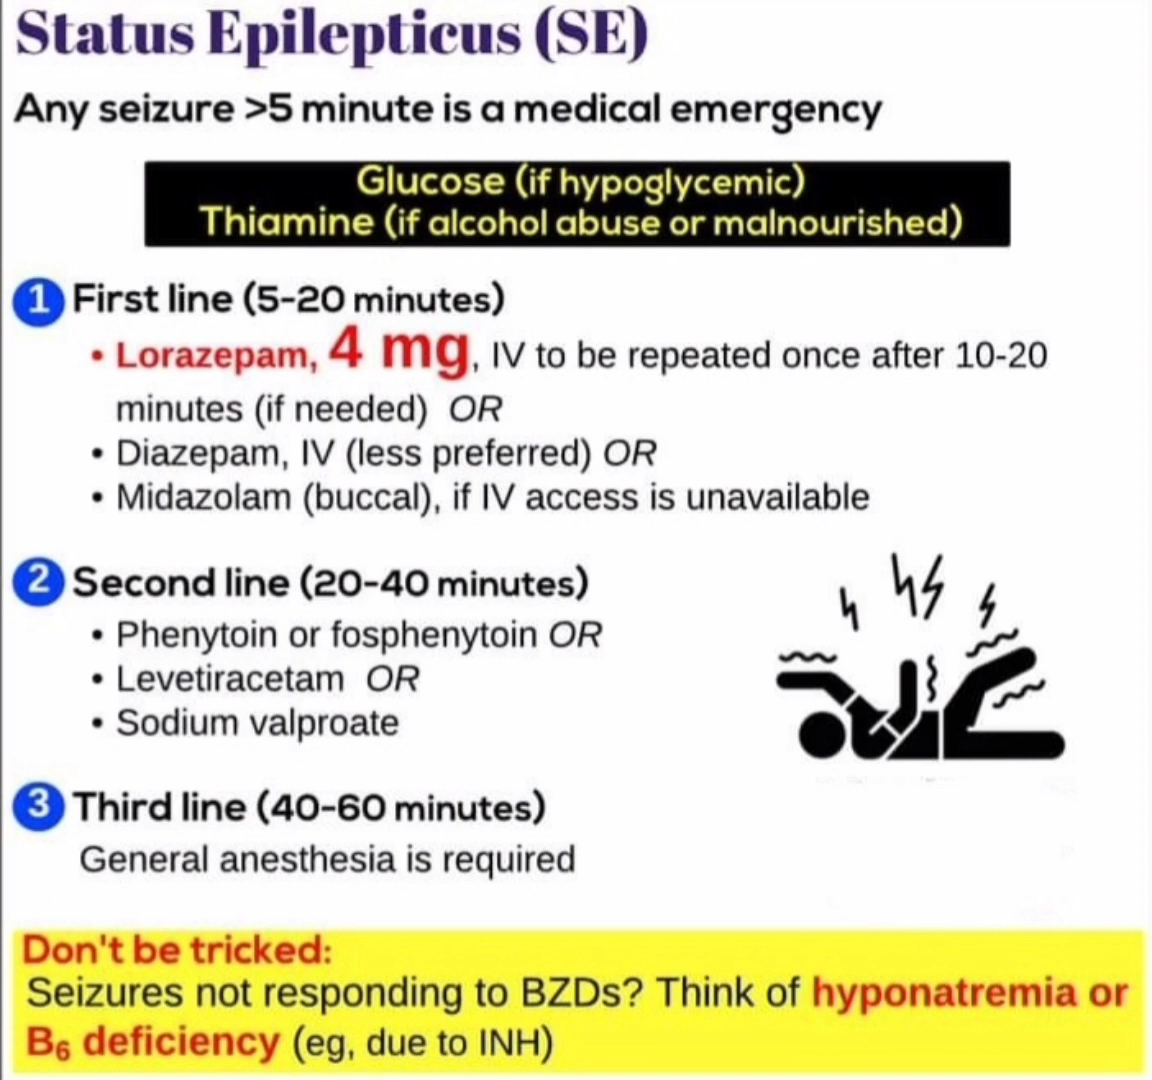 Status Epilepticus (SE)
Any seizure >5 minute is a medical emergency
Glucose (if hypoglycemic)
Thiamine (if alcohol abuse or malnourished)
1 First line (5-20 minutes)
• Lorazepam, 4 mg, IV to be repeated once after 10-20
minutes (if needed) OR
• Diazepam, IV (less preferred) OR
• Midazolam (buccal), if IV access is unavailable
2 Second line (20-40 minutes)
• Phenytoin or fosphenytoin OR
• Levetiracetam OR
• Sodium valproate
3 Third line (40-60 minutes)
General anesthesia is required
Don't be tricked:
Seizures not responding to BZDs? Think of hyponatremia or
B₆ deficiency (eg, due to INH)